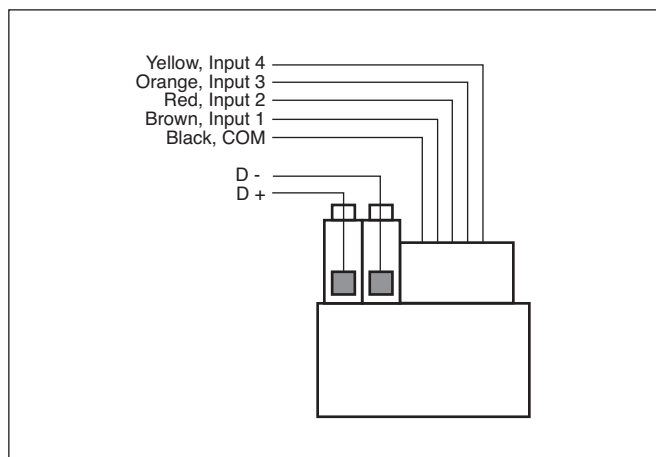 Yellow, Input 4
Orange, Input 3
Red, Input 2
Brown, Input 1
Black, COM
D -
D +